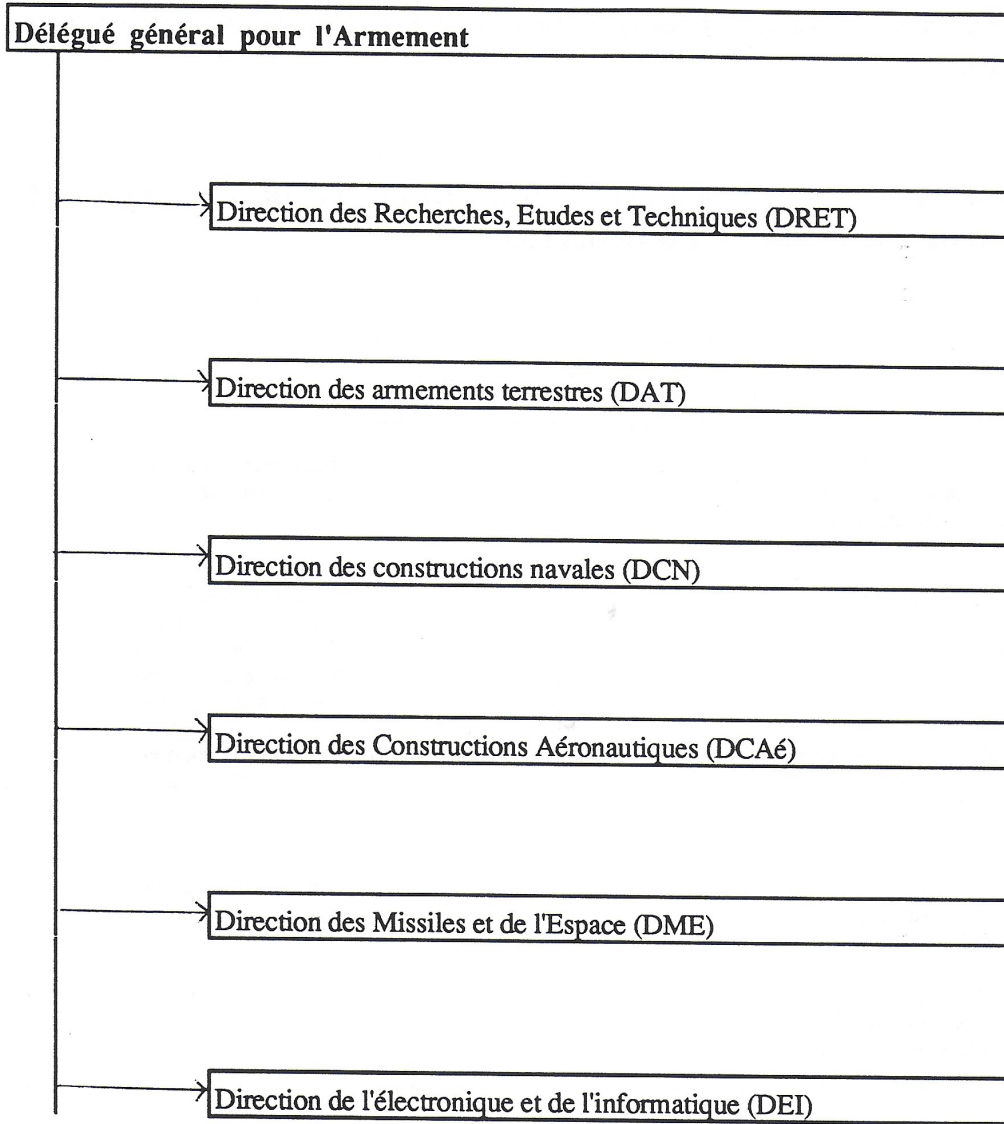 Délégué général pour l'Armement
Direction des Recherches, Etudes et Techniques (DRET)
Direction des armements terrestres (DAT)
Direction des constructions navales (DCN)
Direction des Constructions Aéronautiques (DCAé)
Direction des Missiles et de l'Espace (DME)
Direction de l'électronique et de l'informatique (DEI)